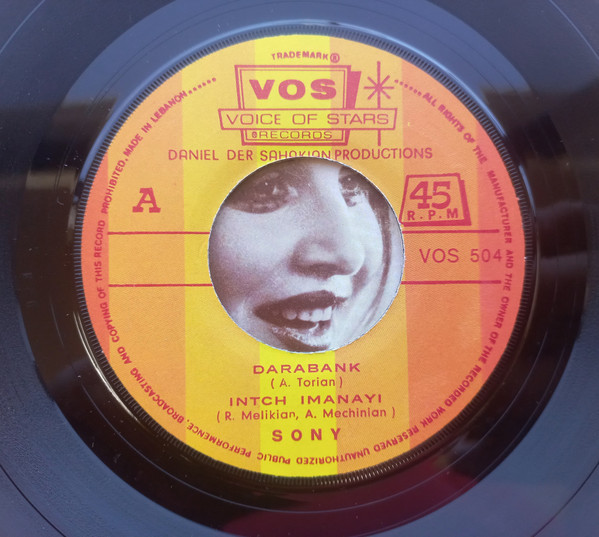 TRADEMARK ®
VOS
VOICE OF STARS
RECORDS
DANIEL DER SAHAKIAN PRODUCTIONS
A
45
R.P.M
VOS 504
DARABANK
( A. Torian )
INTCH IMANAYI
( R. Melikian, A. Mechinian )
SONY
ALL RIGHTS OF THE MANUFACTURER AND THE OWNER OF THE RECORDED WORK RESERVED UNAUTHORIZED PUBLIC PERFORMENCE, BROADCASTING AND COPYING OF THIS RECORD PROHIBITED, MADE IN LEBANON